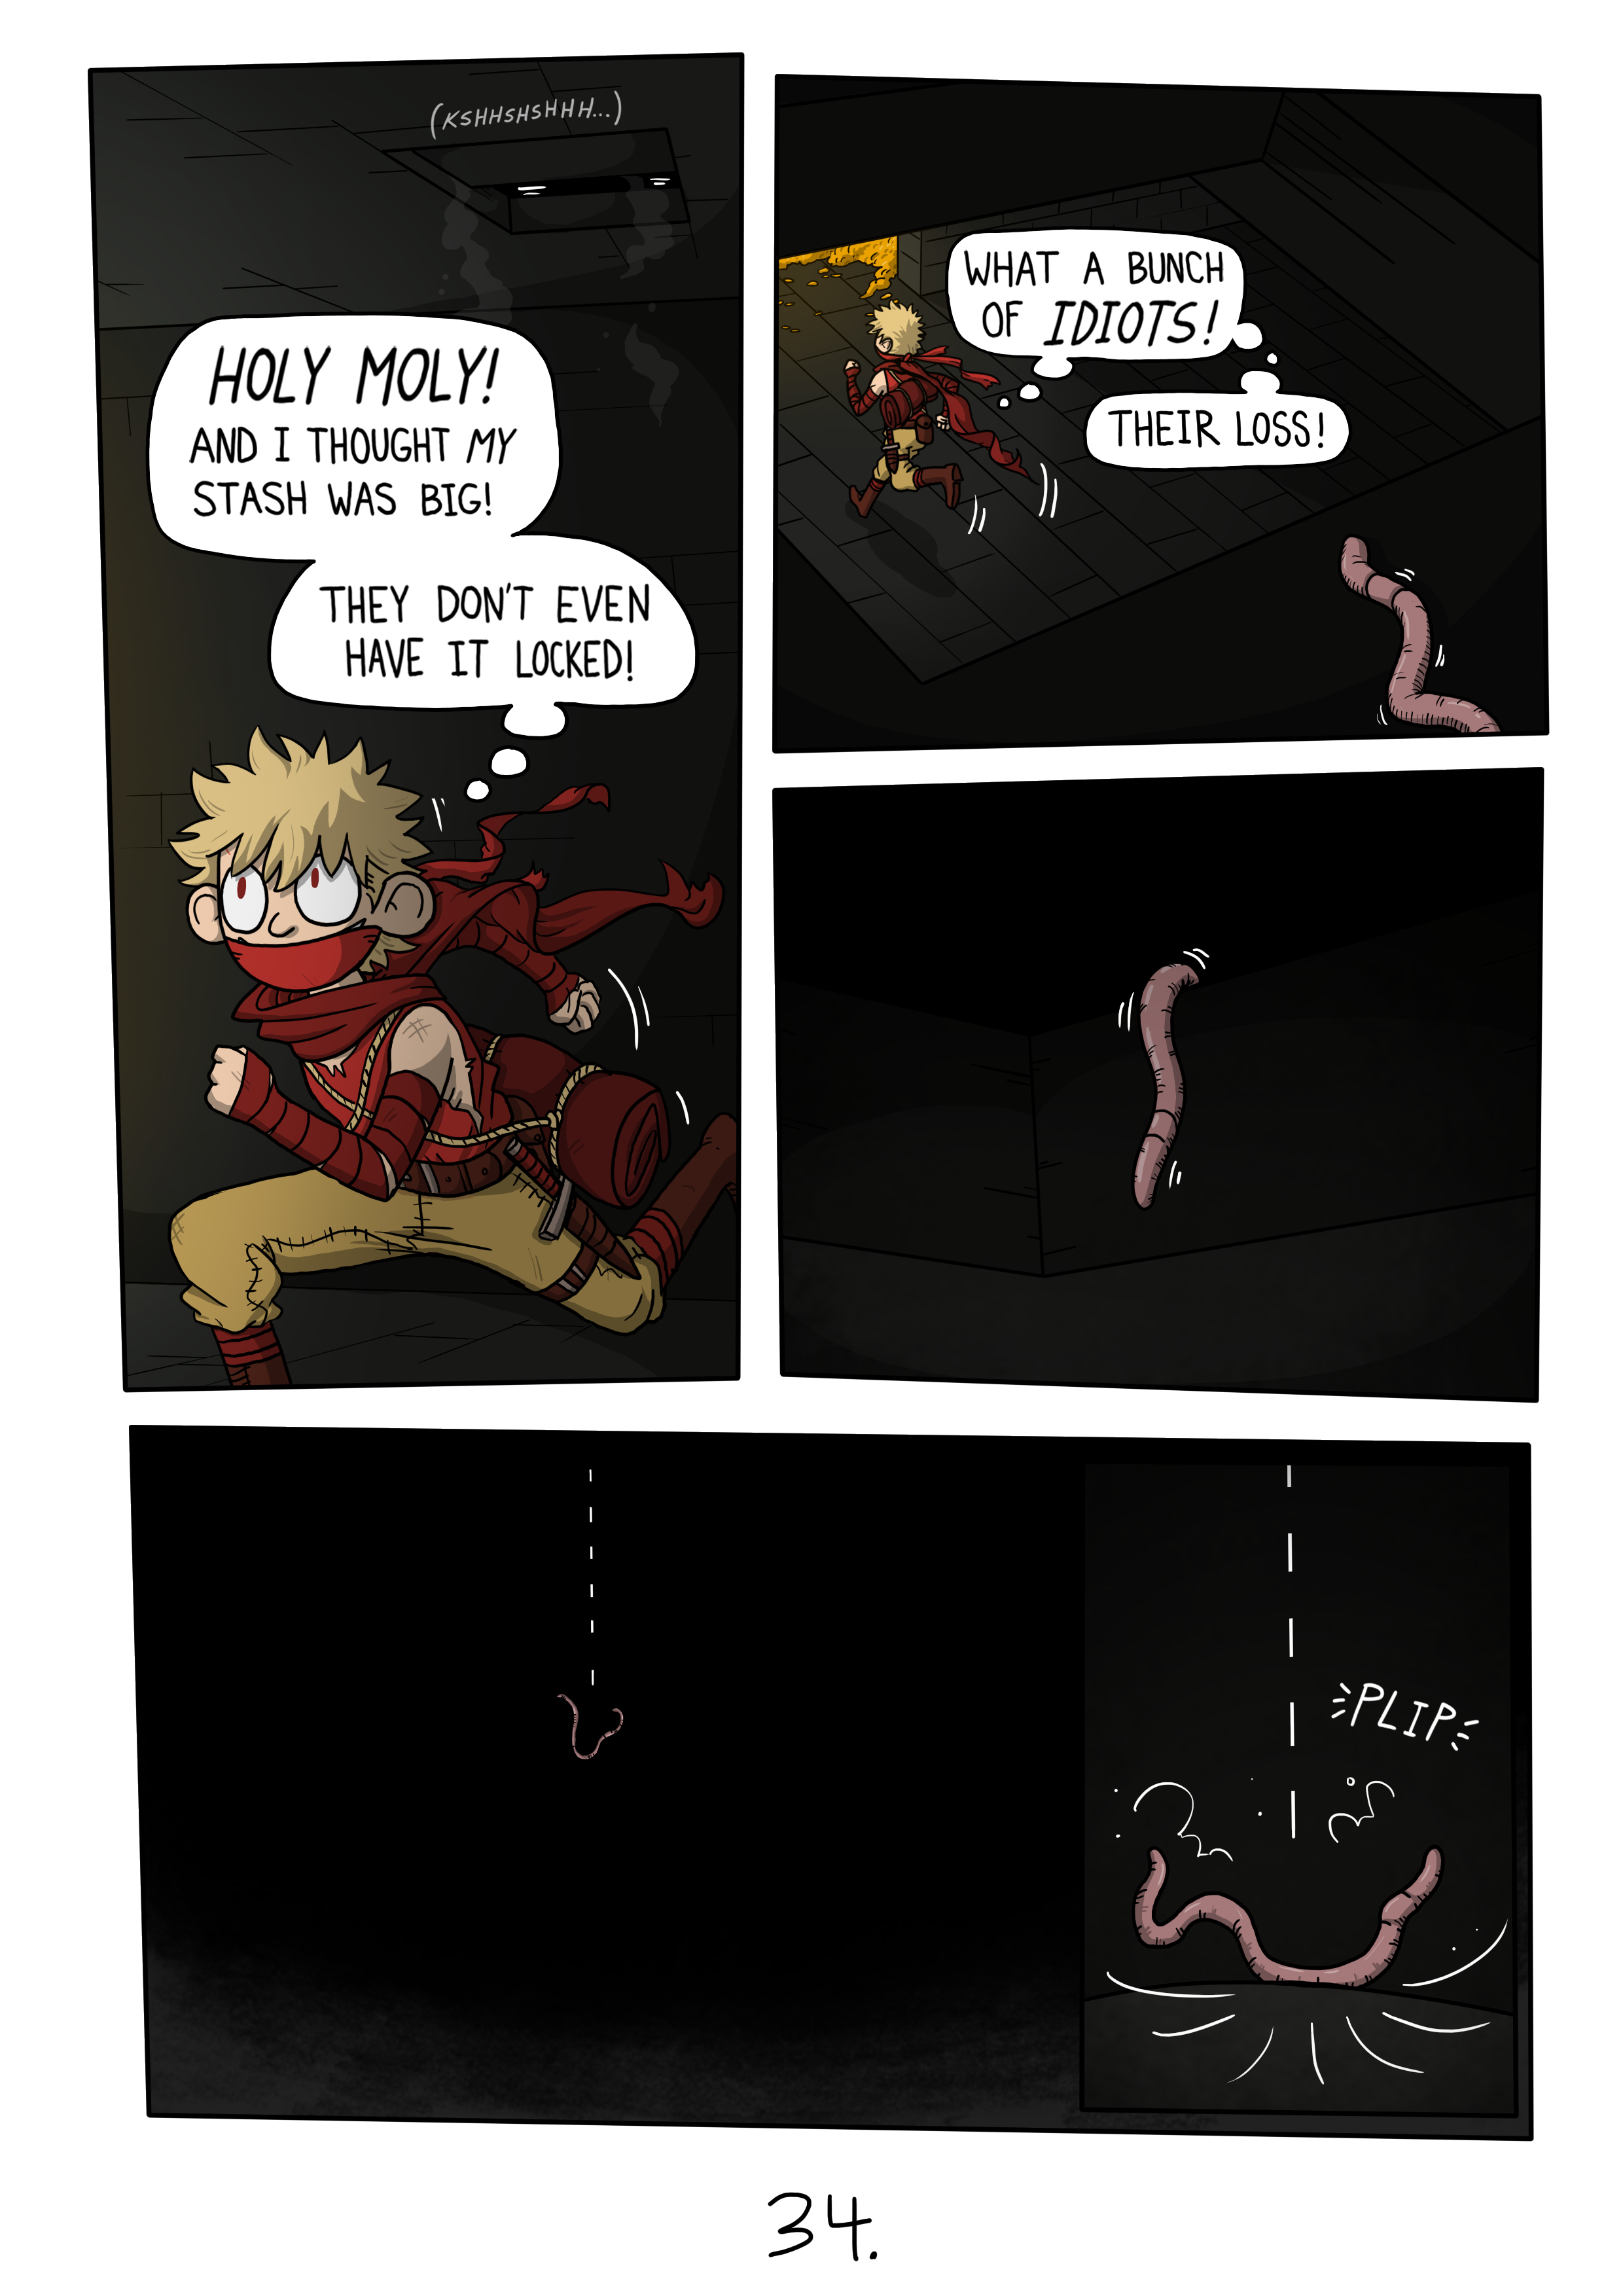 (KSHHSHSHHH...)
HOLY MOLY!
AND I THOUGHT MY
STASH WAS BIG!
THEY DON'T EVEN
HAVE IT LOCKED!
WHAT A BUNCH
OF IDIOTS!
THEIR LOSS!
PLIP
34.